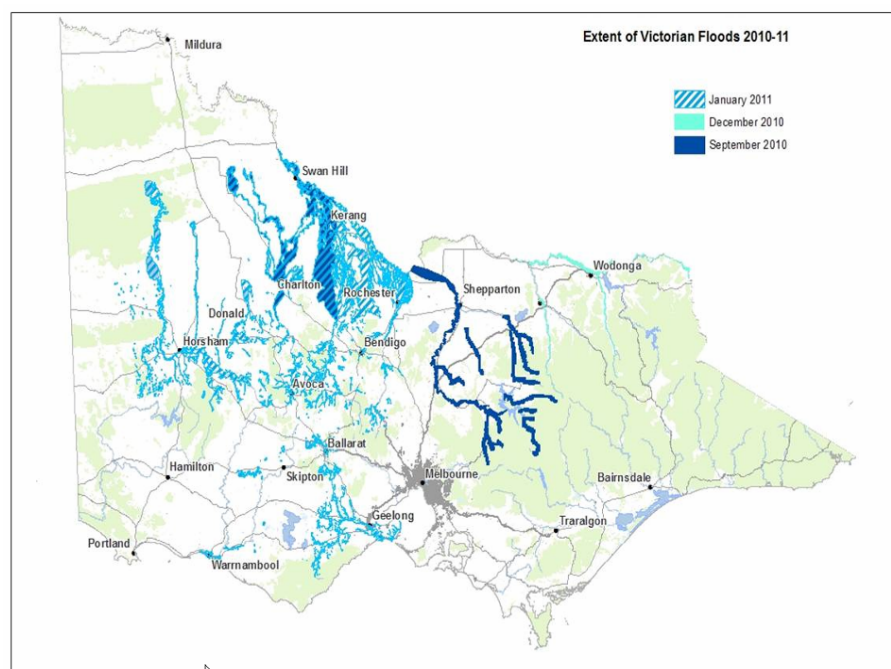 Extent of Victorian Floods 2010-11
Mildura
January 2011
December 2010
September 2010
Swan Hill
Kerang
Wodonga
Charlton
Rochester
Shepparton
Donald
Horsham
Bendigo
Avoca
Ballarat
Hamilton
Skipton
Melbourne
Bairnsdale
Geelong
Traralgon
Portland
Warrnambool